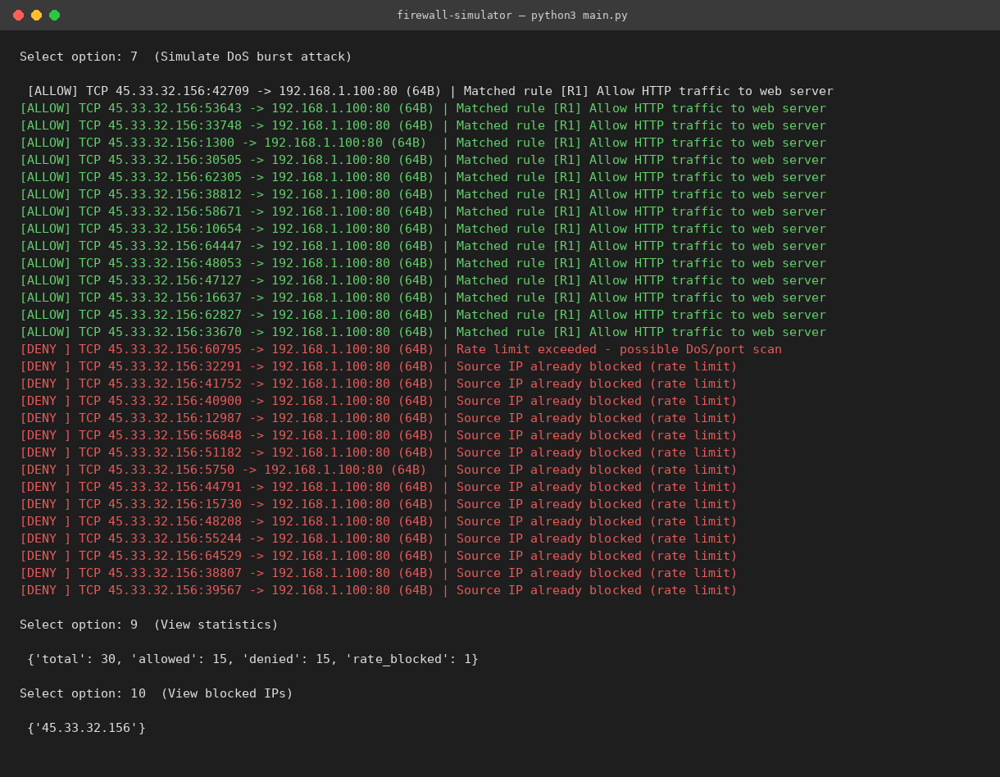 firewall-simulator — python3 main.py
Select option: 7  (Simulate DoS burst attack)
[ALLOW] TCP 45.33.32.156:42709 -> 192.168.1.100:80 (64B) | Matched rule [R1] Allow HTTP traffic to web server
[ALLOW] TCP 45.33.32.156:53643 -> 192.168.1.100:80 (64B) | Matched rule [R1] Allow HTTP traffic to web server
[ALLOW] TCP 45.33.32.156:33748 -> 192.168.1.100:80 (64B) | Matched rule [R1] Allow HTTP traffic to web server
[ALLOW] TCP 45.33.32.156:1300 -> 192.168.1.100:80 (64B)  | Matched rule [R1] Allow HTTP traffic to web server
[ALLOW] TCP 45.33.32.156:30505 -> 192.168.1.100:80 (64B) | Matched rule [R1] Allow HTTP traffic to web server
[ALLOW] TCP 45.33.32.156:62305 -> 192.168.1.100:80 (64B) | Matched rule [R1] Allow HTTP traffic to web server
[ALLOW] TCP 45.33.32.156:38812 -> 192.168.1.100:80 (64B) | Matched rule [R1] Allow HTTP traffic to web server
[ALLOW] TCP 45.33.32.156:58671 -> 192.168.1.100:80 (64B) | Matched rule [R1] Allow HTTP traffic to web server
[ALLOW] TCP 45.33.32.156:10654 -> 192.168.1.100:80 (64B) | Matched rule [R1] Allow HTTP traffic to web server
[ALLOW] TCP 45.33.32.156:64447 -> 192.168.1.100:80 (64B) | Matched rule [R1] Allow HTTP traffic to web server
[ALLOW] TCP 45.33.32.156:48053 -> 192.168.1.100:80 (64B) | Matched rule [R1] Allow HTTP traffic to web server
[ALLOW] TCP 45.33.32.156:47127 -> 192.168.1.100:80 (64B) | Matched rule [R1] Allow HTTP traffic to web server
[ALLOW] TCP 45.33.32.156:16637 -> 192.168.1.100:80 (64B) | Matched rule [R1] Allow HTTP traffic to web server
[ALLOW] TCP 45.33.32.156:62827 -> 192.168.1.100:80 (64B) | Matched rule [R1] Allow HTTP traffic to web server
[ALLOW] TCP 45.33.32.156:33670 -> 192.168.1.100:80 (64B) | Matched rule [R1] Allow HTTP traffic to web server
[DENY ] TCP 45.33.32.156:60795 -> 192.168.1.100:80 (64B) | Rate limit exceeded - possible DoS/port scan
[DENY ] TCP 45.33.32.156:32291 -> 192.168.1.100:80 (64B) | Source IP already blocked (rate limit)
[DENY ] TCP 45.33.32.156:41752 -> 192.168.1.100:80 (64B) | Source IP already blocked (rate limit)
[DENY ] TCP 45.33.32.156:40900 -> 192.168.1.100:80 (64B) | Source IP already blocked (rate limit)
[DENY ] TCP 45.33.32.156:12987 -> 192.168.1.100:80 (64B) | Source IP already blocked (rate limit)
[DENY ] TCP 45.33.32.156:56848 -> 192.168.1.100:80 (64B) | Source IP already blocked (rate limit)
[DENY ] TCP 45.33.32.156:51182 -> 192.168.1.100:80 (64B) | Source IP already blocked (rate limit)
[DENY ] TCP 45.33.32.156:5750 -> 192.168.1.100:80 (64B)  | Source IP already blocked (rate limit)
[DENY ] TCP 45.33.32.156:44791 -> 192.168.1.100:80 (64B) | Source IP already blocked (rate limit)
[DENY ] TCP 45.33.32.156:15730 -> 192.168.1.100:80 (64B) | Source IP already blocked (rate limit)
[DENY ] TCP 45.33.32.156:48208 -> 192.168.1.100:80 (64B) | Source IP already blocked (rate limit)
[DENY ] TCP 45.33.32.156:55244 -> 192.168.1.100:80 (64B) | Source IP already blocked (rate limit)
[DENY ] TCP 45.33.32.156:64529 -> 192.168.1.100:80 (64B) | Source IP already blocked (rate limit)
[DENY ] TCP 45.33.32.156:38807 -> 192.168.1.100:80 (64B) | Source IP already blocked (rate limit)
[DENY ] TCP 45.33.32.156:39567 -> 192.168.1.100:80 (64B) | Source IP already blocked (rate limit)
Select option: 9  (View statistics)
{'total': 30, 'allowed': 15, 'denied': 15, 'rate_blocked': 1}
Select option: 10  (View blocked IPs)
{'45.33.32.156'}